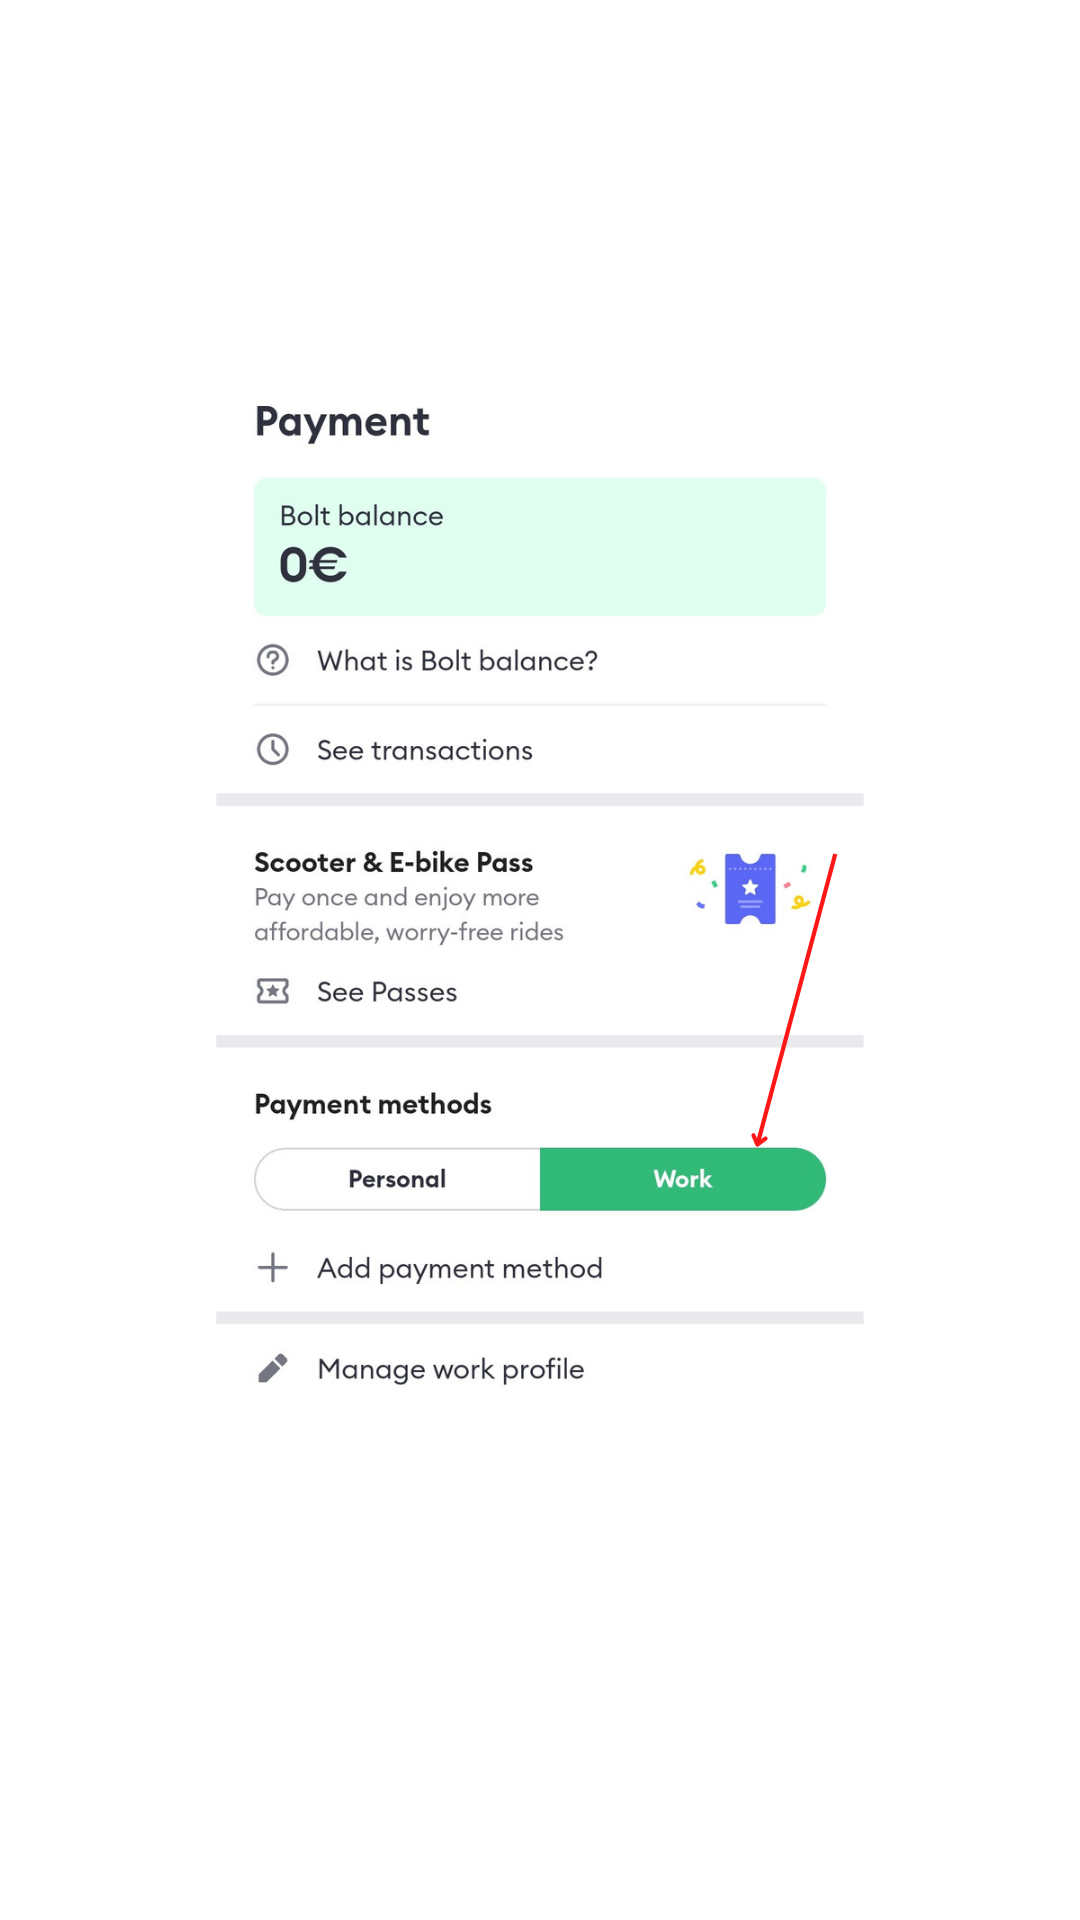 Payment
Bolt balance
0€
What is Bolt balance?
See transactions
Scooter & E-bike Pass
Pay once and enjoy more
affordable, worry-free rides
See Passes
Payment methods
Personal
Work
Add payment method
Manage work profile